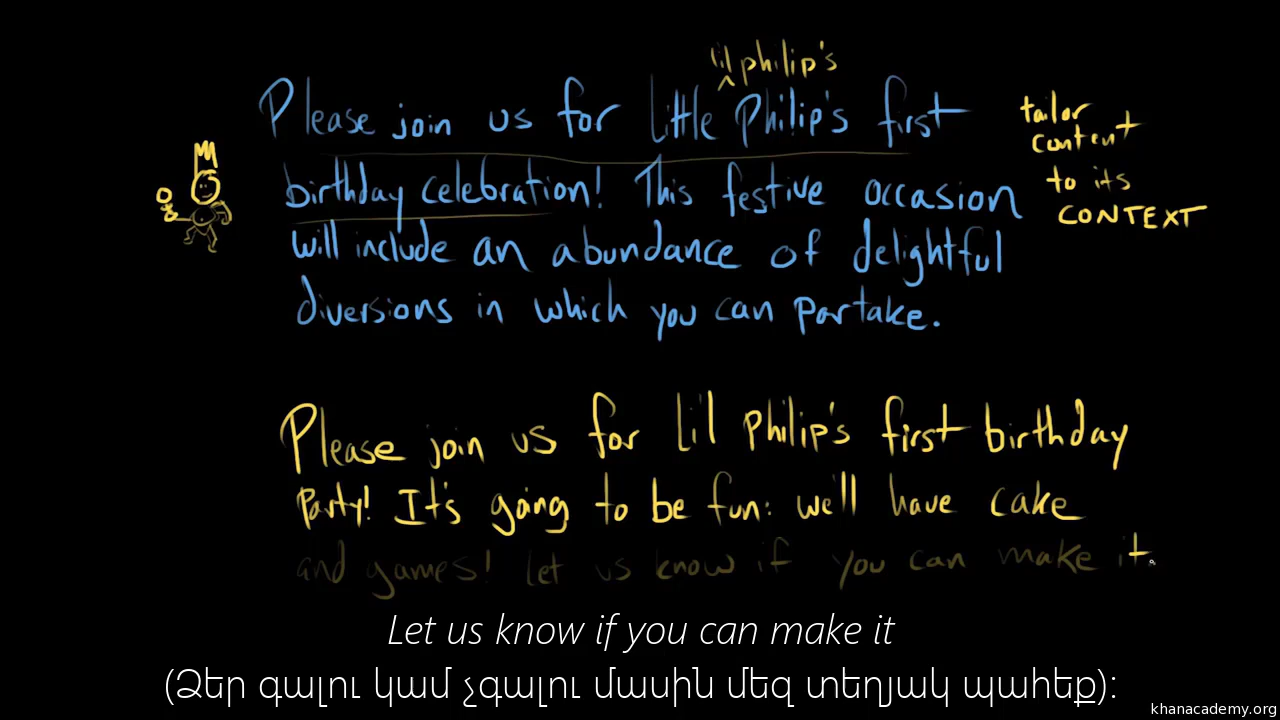 lil philip's
Please join us for little Philip's first
birthday celebration! This festive occasion
will include an abundance of delightful
diversions in which you can partake.
tailor
content
to its
CONTEXT
Please join us for Li'l Philip's first birthday
Party! It's going to be fun: we'll have cake
and games! Let us know if you can make it.
Let us know if you can make it
(Ձեր գալու կամ չգալու մասին մեզ տեղյակ պահեք):
khanacademy.org